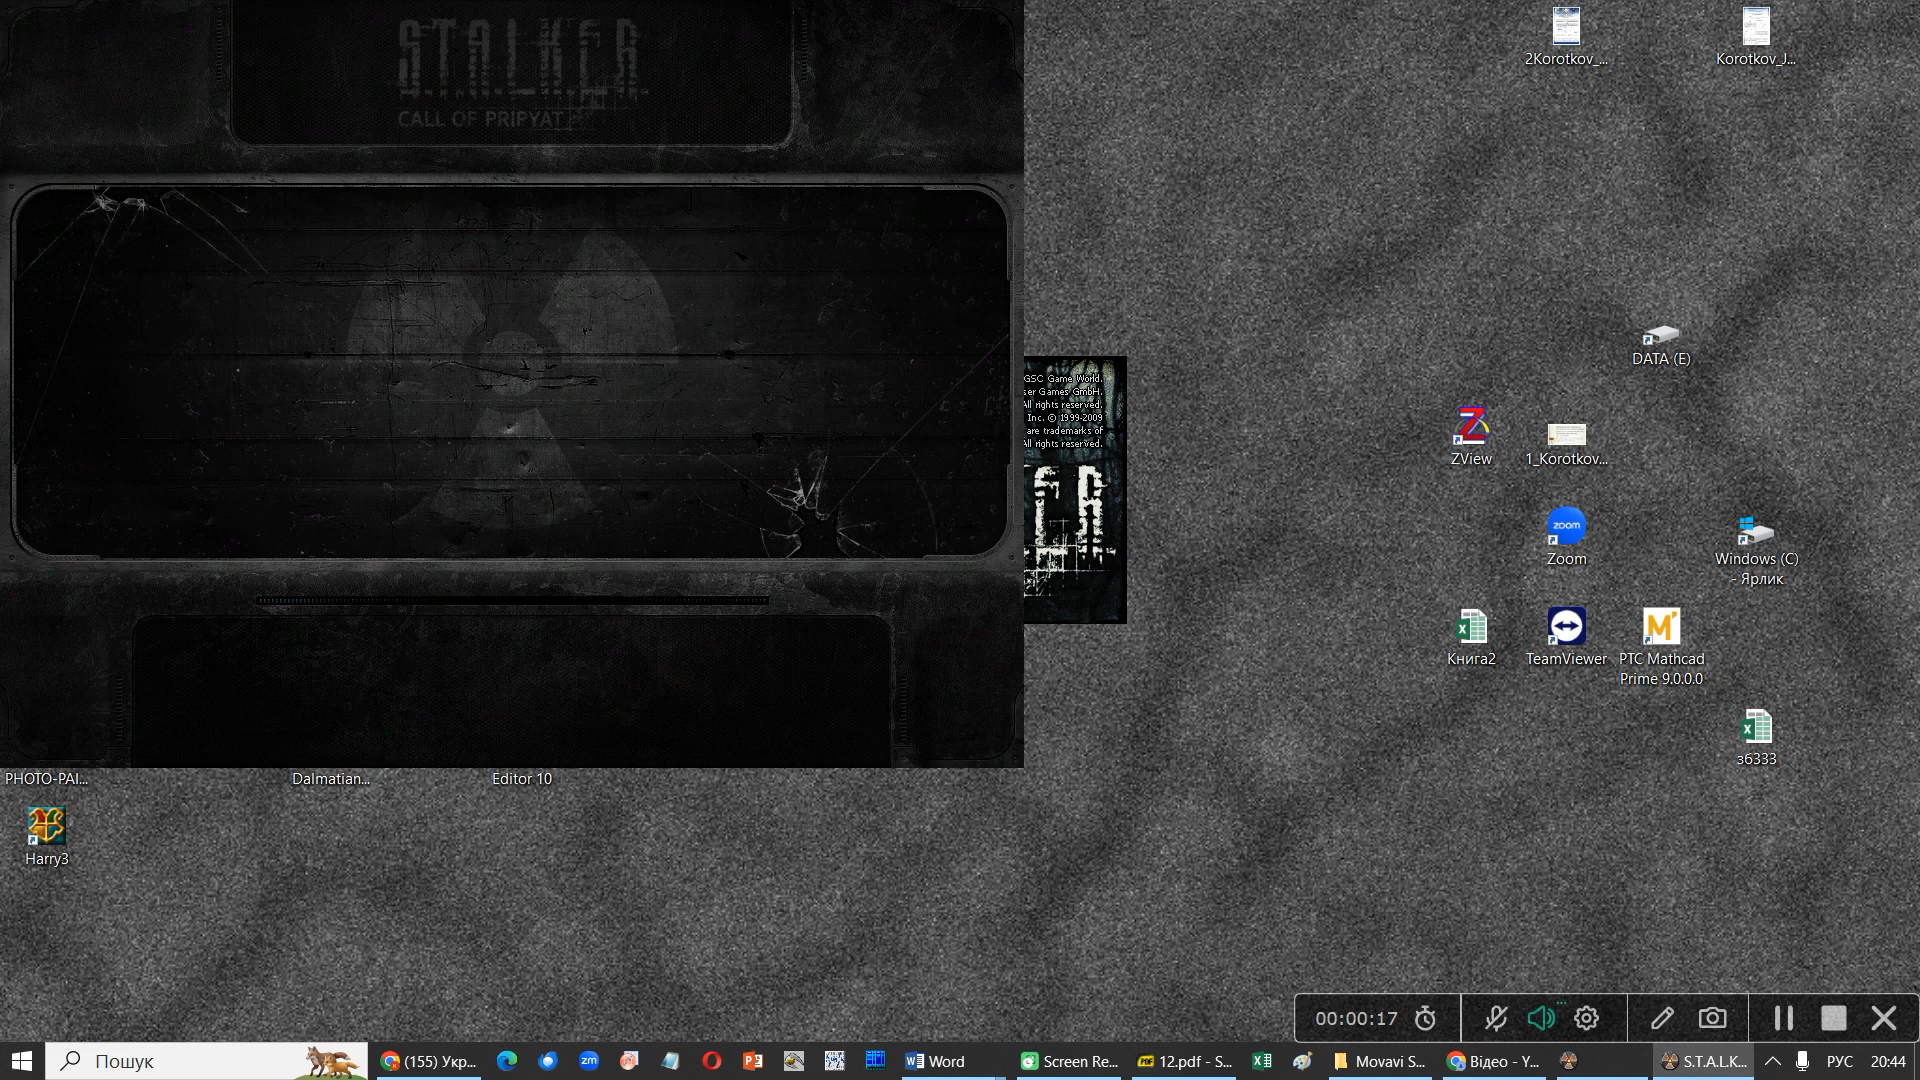 S.T.A.L.K.E.R
CALL OF PRIPYAT
2Korotkov_...
Korotkov_J...
DATA (E)
GSC Game World.
ser Games GmbH.
All rights reserved.
Inc. © 1999-2009
are trademarks of
All rights reserved.
ZView
1_Korotkov...
zoom
Zoom
Windows (C)
- Ярлик
Книга2
TeamViewer
PTC Mathcad
Prime 9.0.0.0
з6333
PHOTO-PAI...
Dalmatian...
Editor 10
Harry3
00:00:17
Пошук
(155) Укр...
zm
Word
Screen Re...
12.pdf - S...
Movavi S...
Відео - Y...
S.T.A.L.K...
РУС
20:44